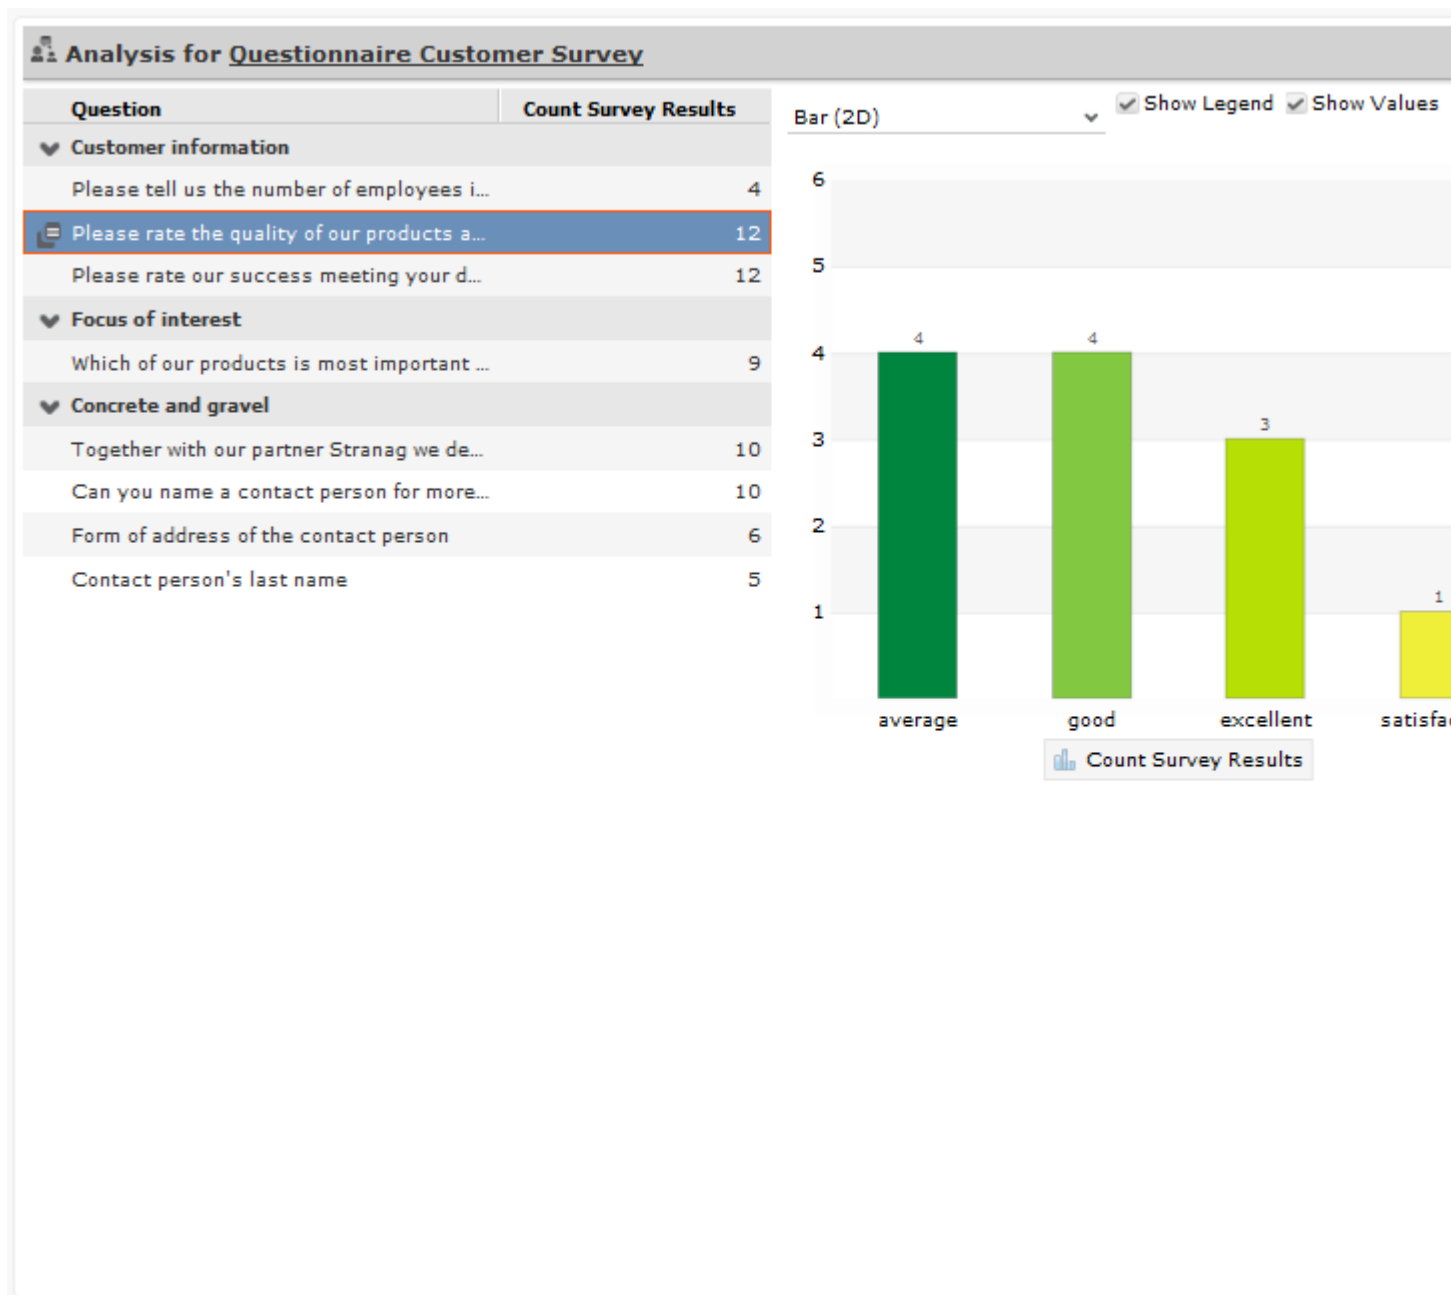 Analysis for Questionnaire Customer Survey
Question Count Survey Results
Customer information
Please tell us the number of employees i... 4
Please rate the quality of our products a... 12
Please rate our success meeting your d... 12
Focus of interest
Which of our products is most important ... 9
Concrete and gravel
Together with our partner Stranag we de... 10
Can you name a contact person for more... 10
Form of address of the contact person 6
Contact person's last name 5
Bar (2D) Show Legend Show Values
6
5
4
3
2
1
4
4
3
1
average good excellent satisfa
Count Survey Results